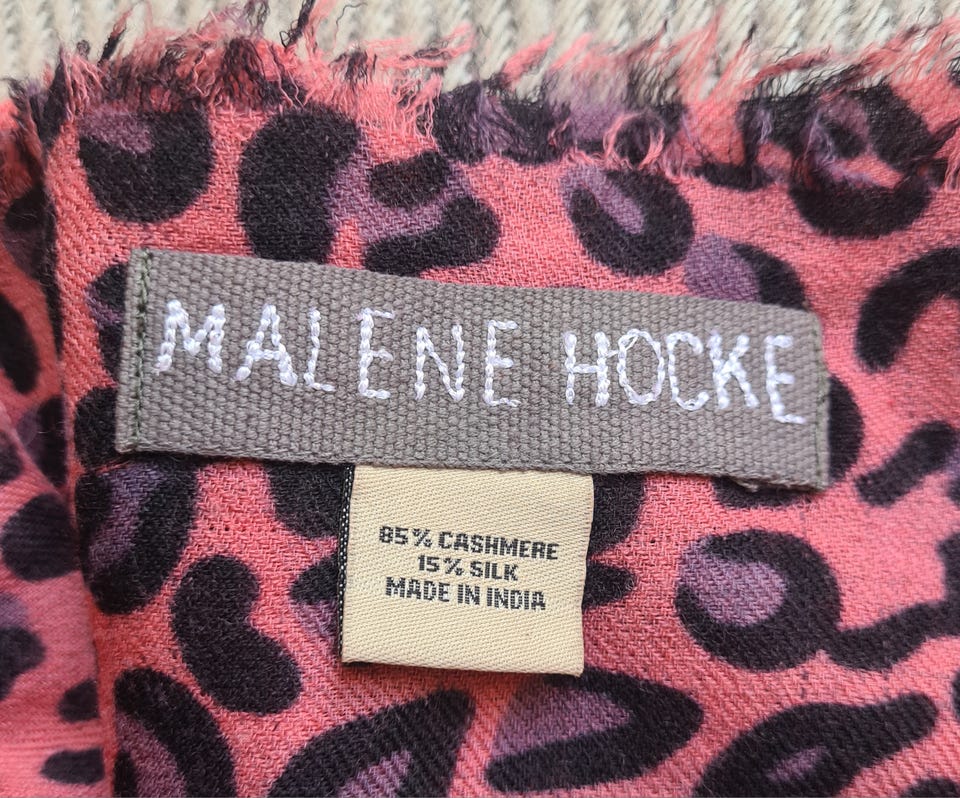 MALENE HOCKE
85% CASHMERE
15% SILK
MADE IN INDIA